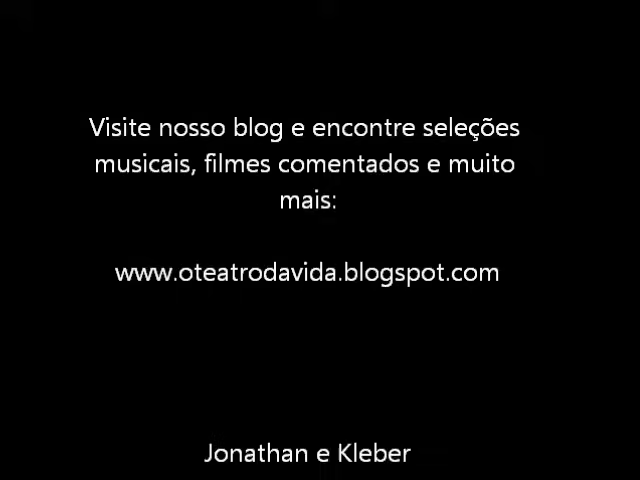 Visite nosso blog e encontre seleções
musicais, filmes comentados e muito
mais:
www.oteatrodavida.blogspot.com
Jonathan e Kleber